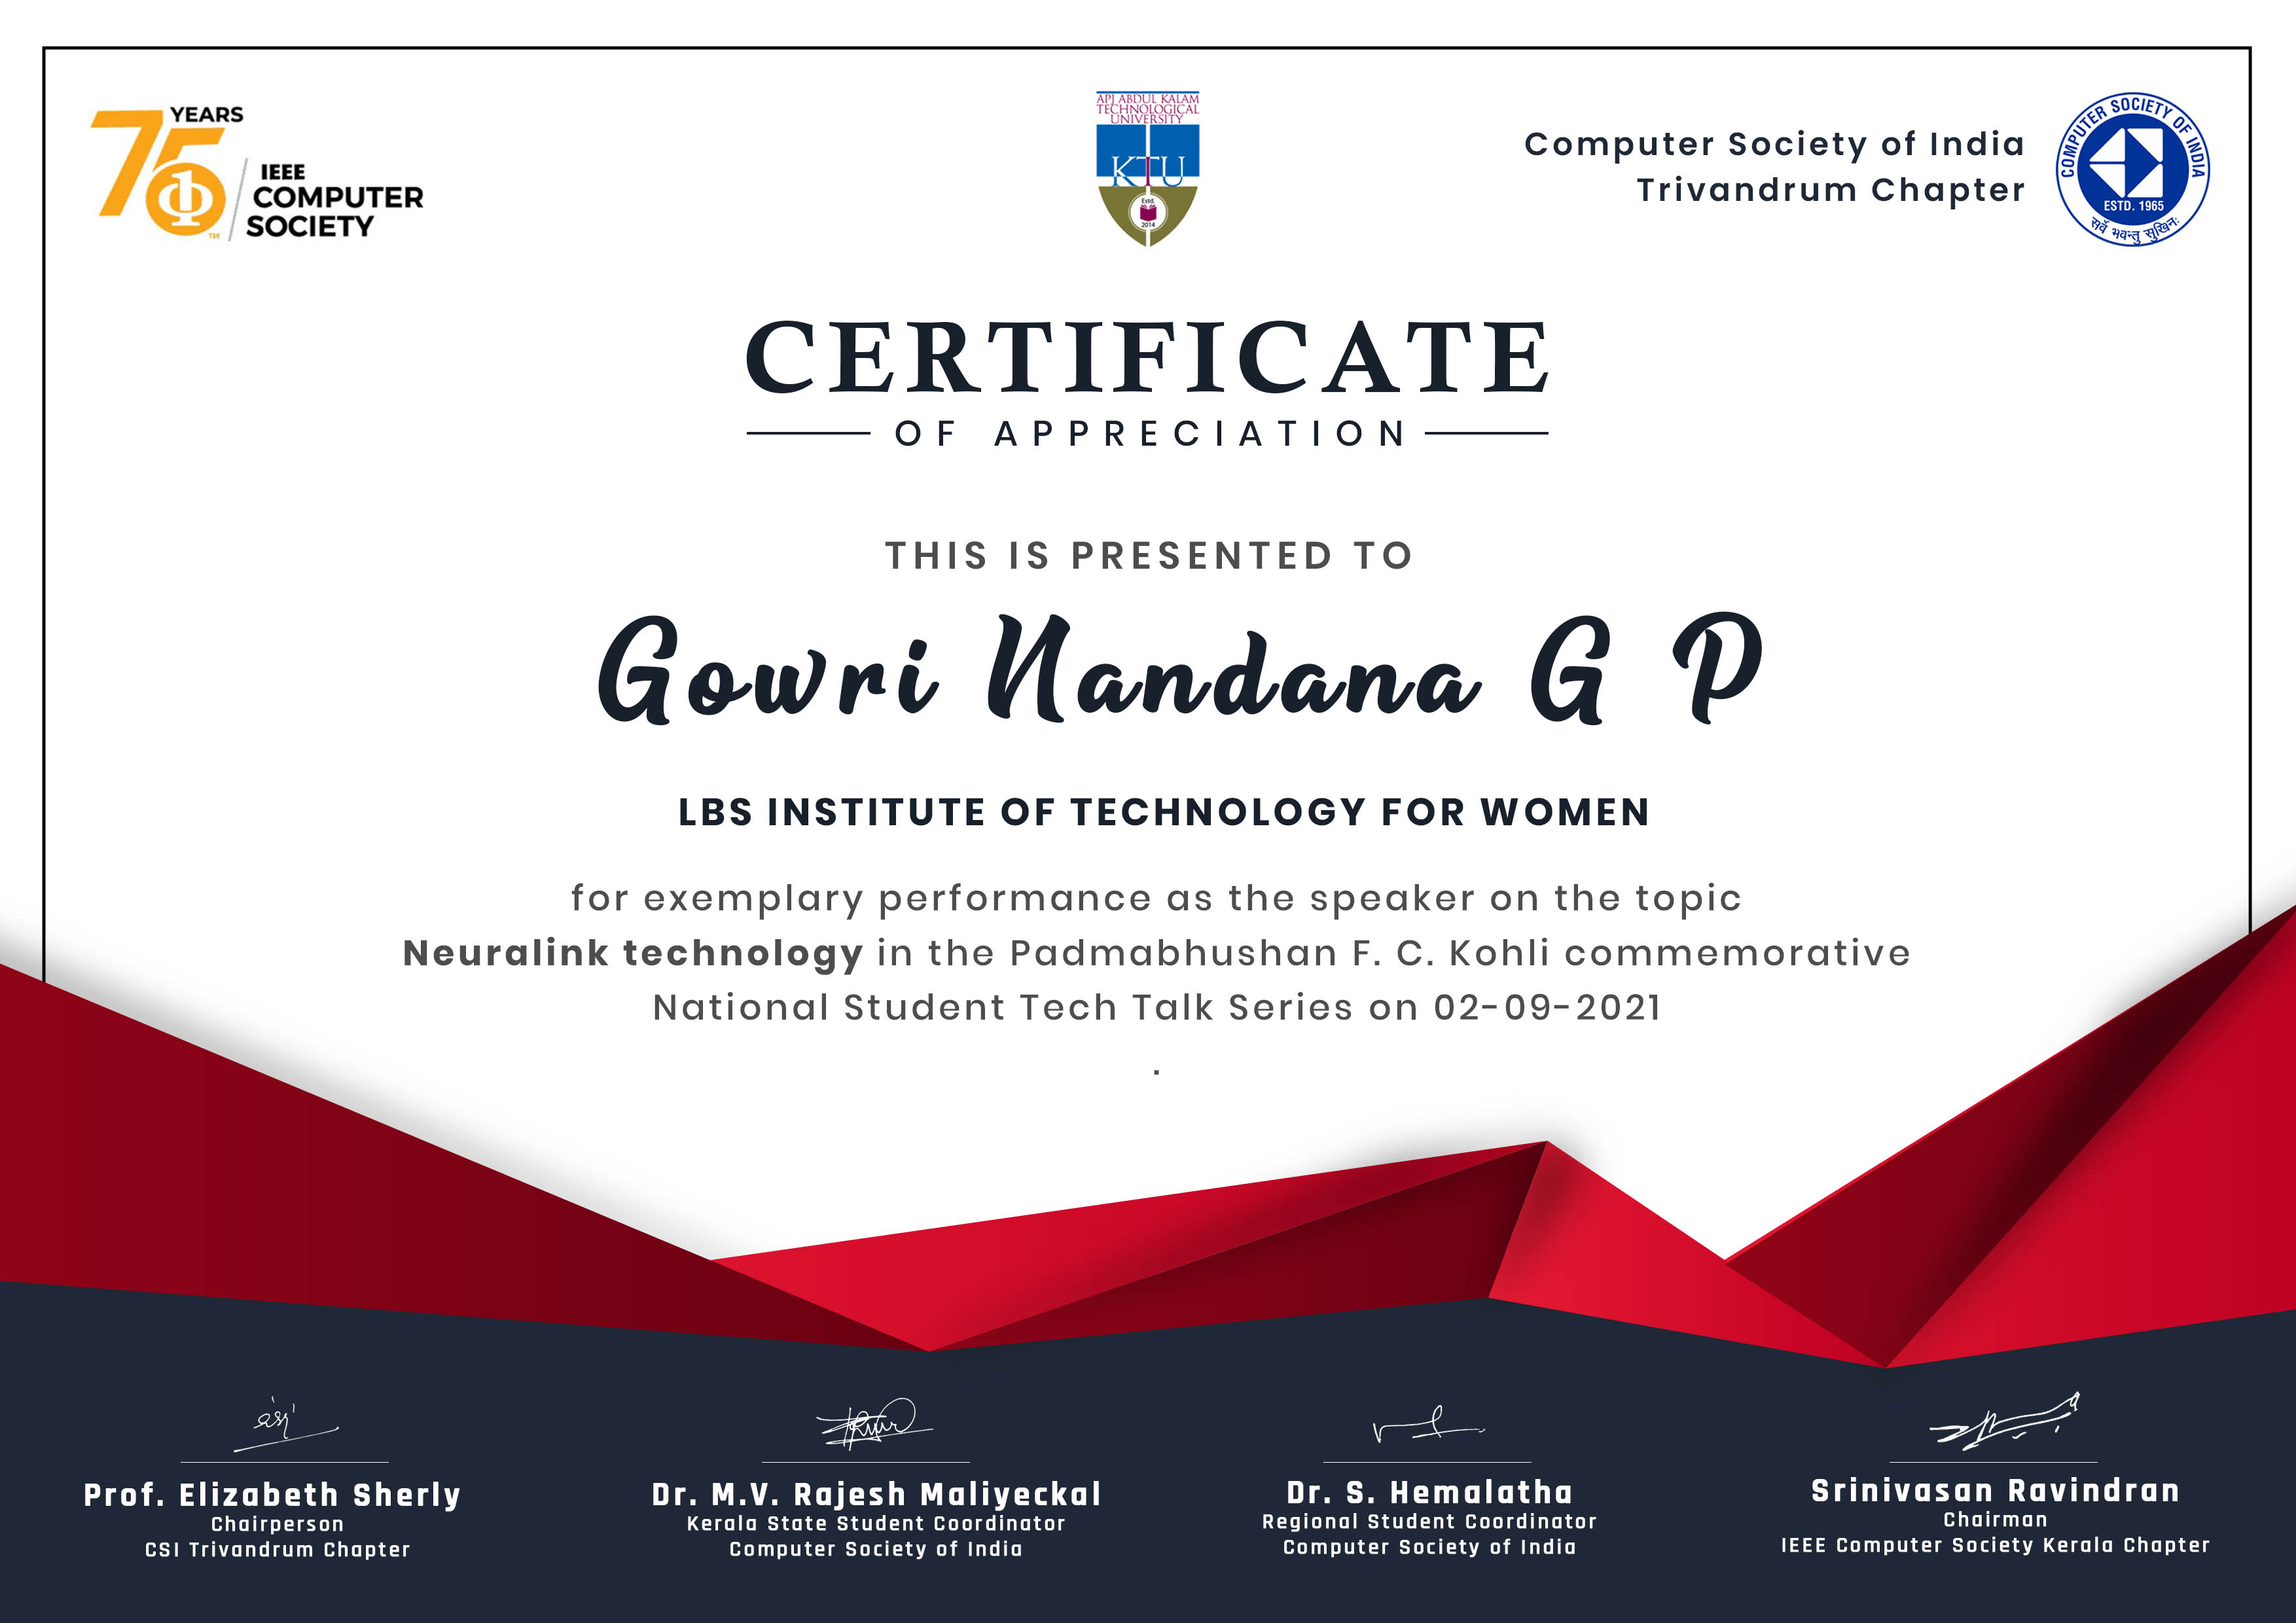 75 YEARS
IEEE
COMPUTER
SOCIETY
TM
APJ ABDUL KALAM
TECHNOLOGICAL
UNIVERSITY
KTU
Estd.
2014
Computer Society of India
Trivandrum Chapter
COMPUTER SOCIETY OF INDIA
ESTD. 1965
सर्वे भवन्तु सुखिनः
CERTIFICATE
OF APPRECIATION
THIS IS PRESENTED TO
Gowri Nandana G P
LBS INSTITUTE OF TECHNOLOGY FOR WOMEN
for exemplary performance as the speaker on the topic
Neuralink technology in the Padmabhushan F. C. Kohli commemorative
National Student Tech Talk Series on 02-09-2021
.
Prof. Elizabeth Sherly
Chairperson
CSI Trivandrum Chapter
Dr. M.V. Rajesh Maliyeckal
Kerala State Student Coordinator
Computer Society of India
Dr. S. Hemalatha
Regional Student Coordinator
Computer Society of India
Srinivasan Ravindran
Chairman
IEEE Computer Society Kerala Chapter